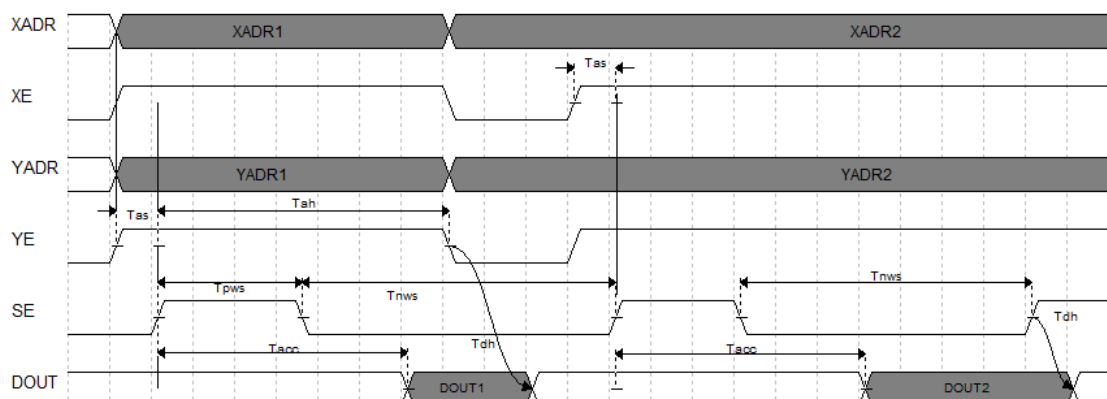 XADR XADR1 XADR2
Tas
XE
YADR YADR1 YADR2
Tas Tah
YE
Tpws Tnws Tnws
SE
Tacc Tdh Tacc Tdh
DOUT DOUT1 DOUT2